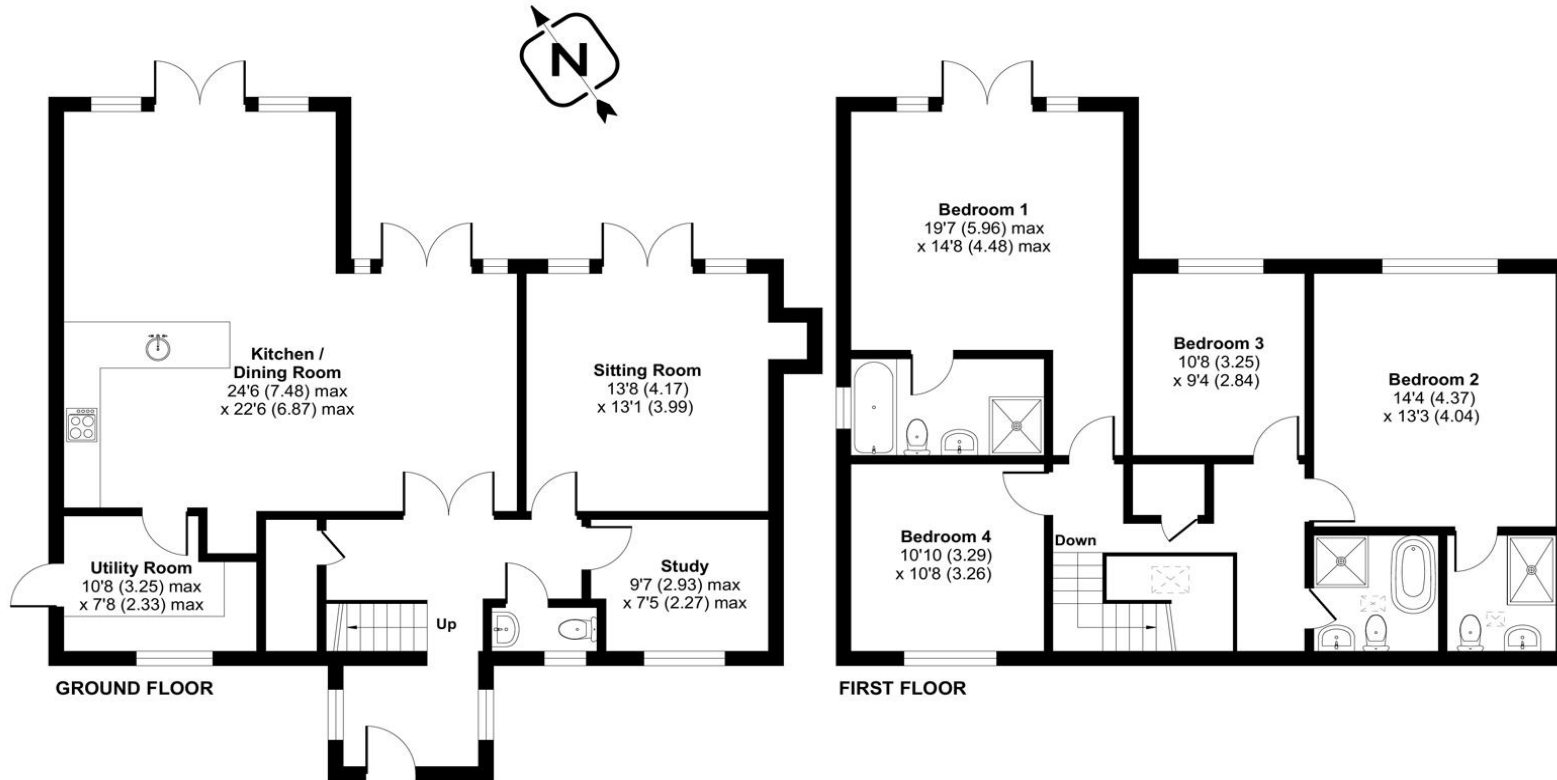 N
Kitchen /
Dining Room
24'6 (7.48) max
x 22'6 (6.87) max
Sitting Room
13'8 (4.17)
x 13'1 (3.99)
Utility Room
10'8 (3.25) max
x 7'8 (2.33) max
Up
Study
9'7 (2.93) max
x 7'5 (2.27) max
GROUND FLOOR
Bedroom 1
19'7 (5.96) max
x 14'8 (4.48) max
Bedroom 3
10'8 (3.25)
x 9'4 (2.84)
Bedroom 2
14'4 (4.37)
x 13'3 (4.04)
Bedroom 4
10'10 (3.29)
x 10'8 (3.26)
Down
FIRST FLOOR